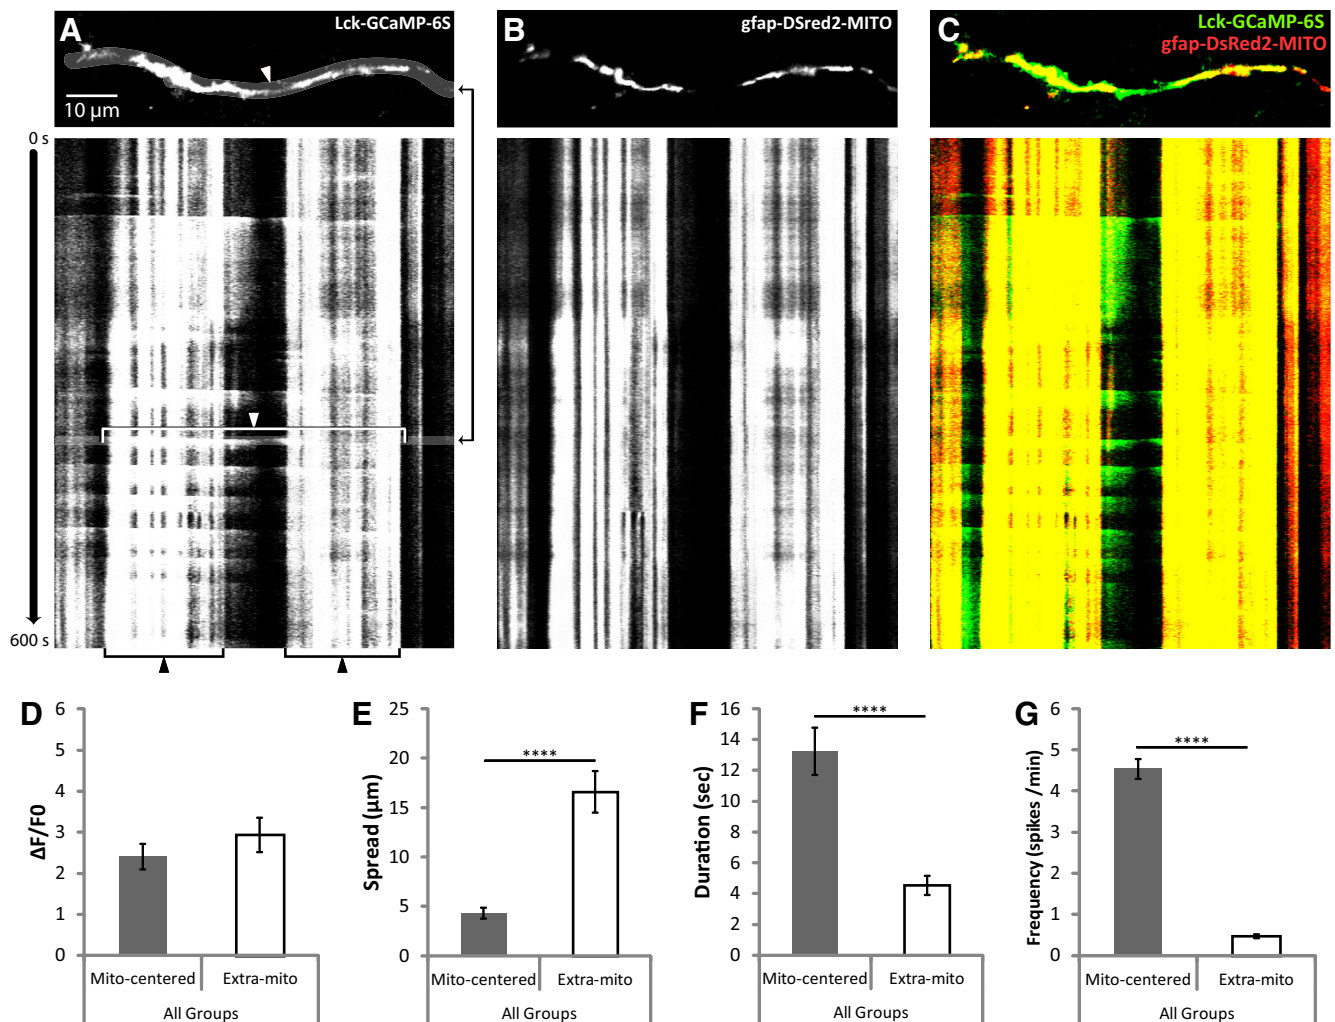 A
Lck-GCaMP-6S
10 µm
B
gfap-DSred2-MITO
C
Lck-GCaMP-6S
gfap-DsRed2-MITO
0 s
600 s
D
ΔF/F0
6
5
4
3
2
1
0
Mito-centered
Extra-mito
All Groups
E
Spread (µm)
25
20
15
10
5
0
****
Mito-centered
Extra-mito
All Groups
F
Duration (sec)
16
14
12
10
8
6
4
2
0
****
Mito-centered
Extra-mito
All Groups
G
Frequency (spikes /min)
6
5
4
3
2
1
0
****
Mito-centered
Extra-mito
All Groups